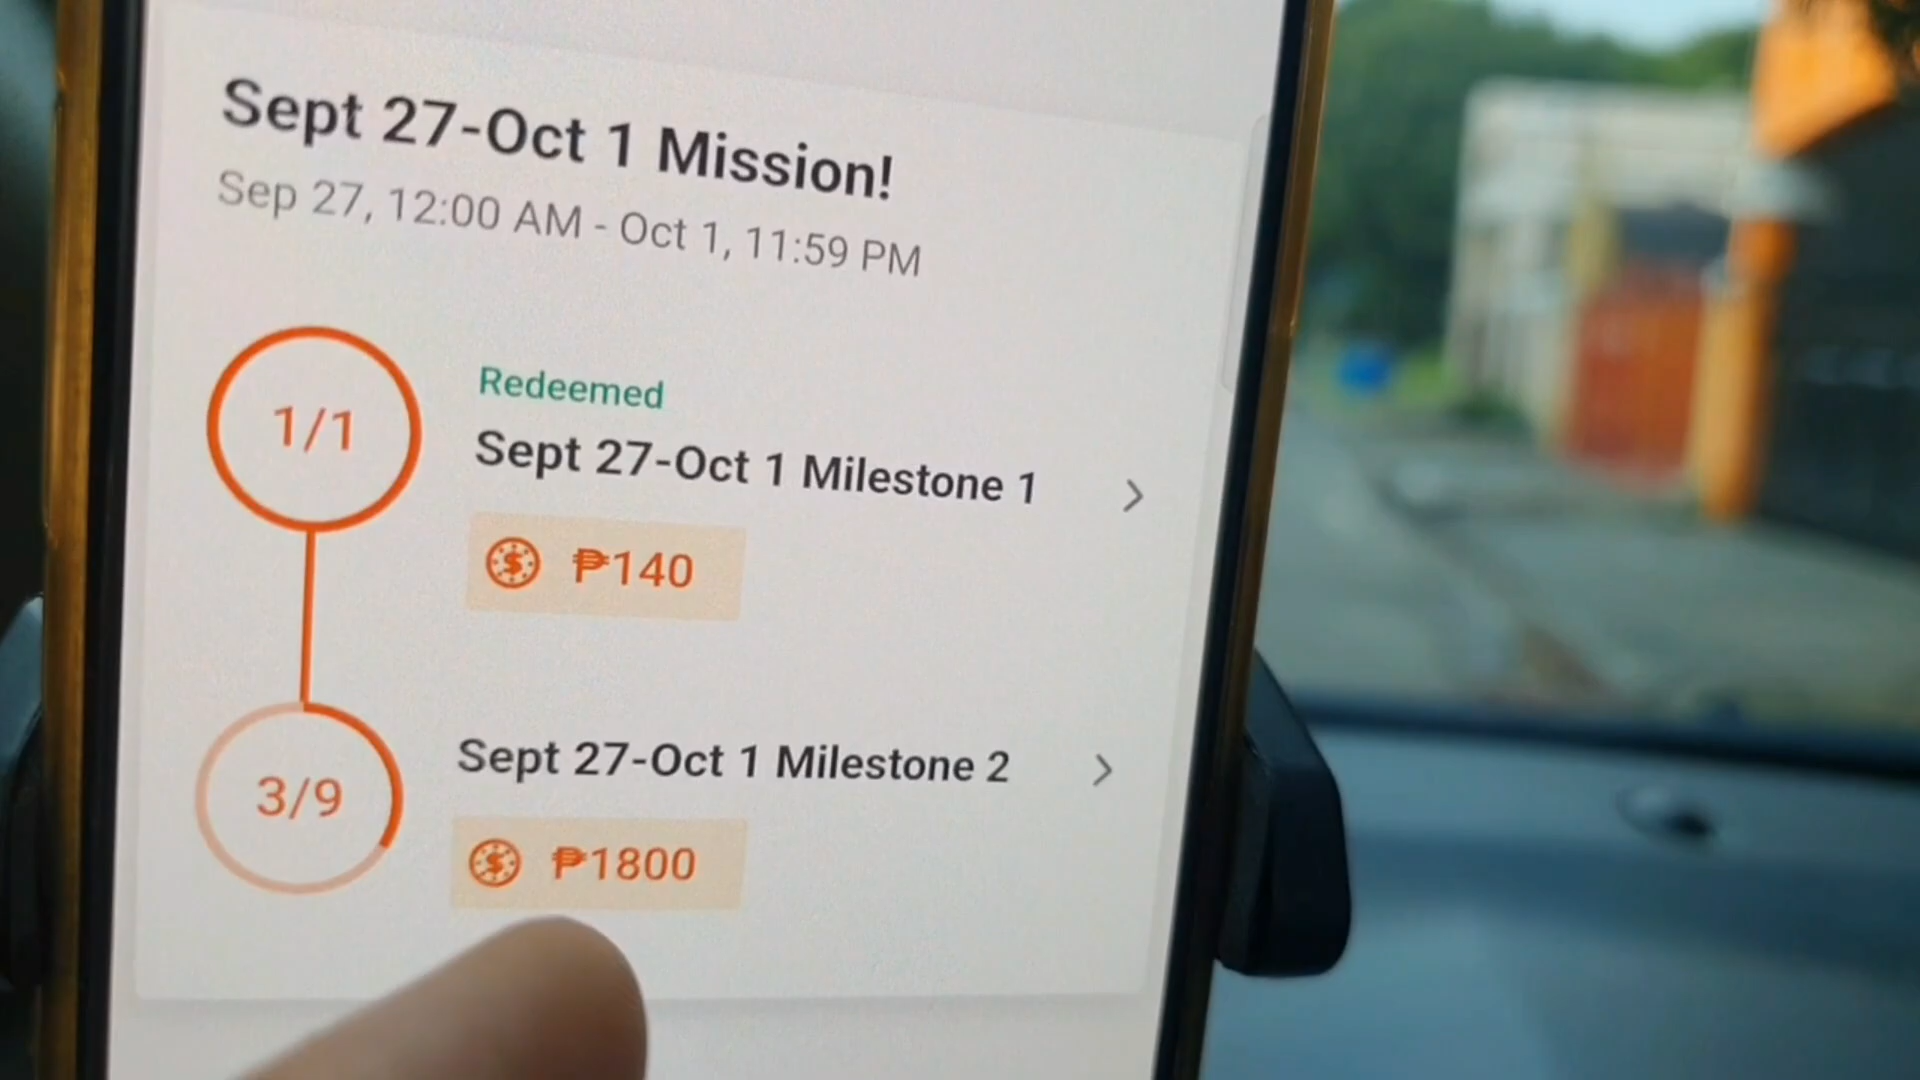 Sept 27-Oct 1 Mission!
Sep 27, 12:00 AM - Oct 1, 11:59 PM
1/1
Redeemed
Sept 27-Oct 1 Milestone 1
₱140
3/9
Sept 27-Oct 1 Milestone 2
₱1800